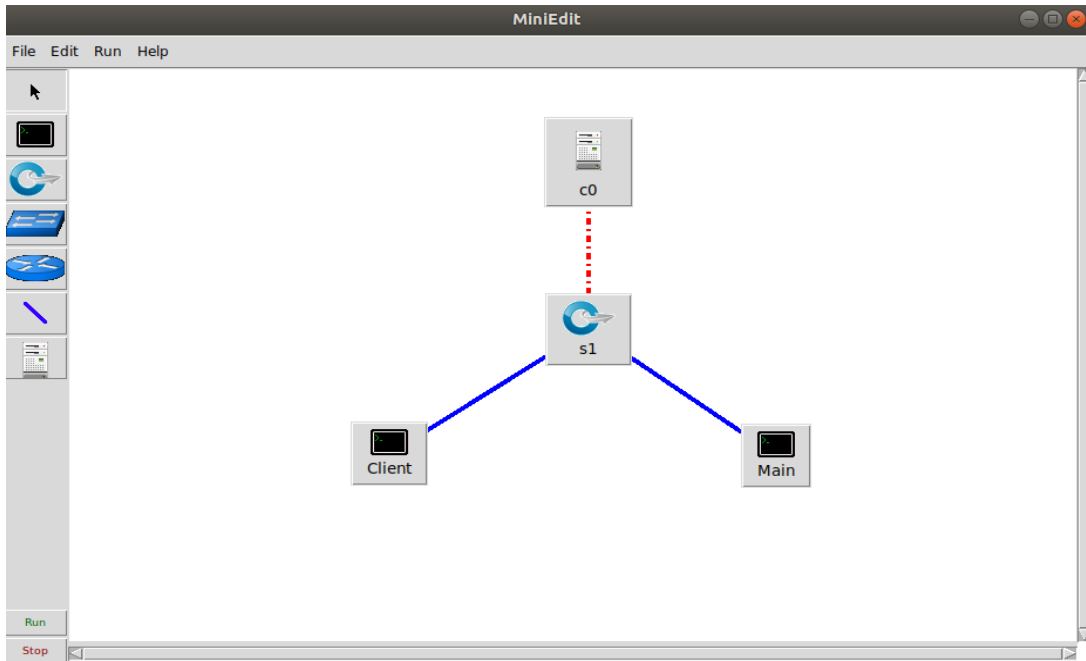 MiniEdit
File Edit Run Help
c0
s1
Client
Main
Run
Stop